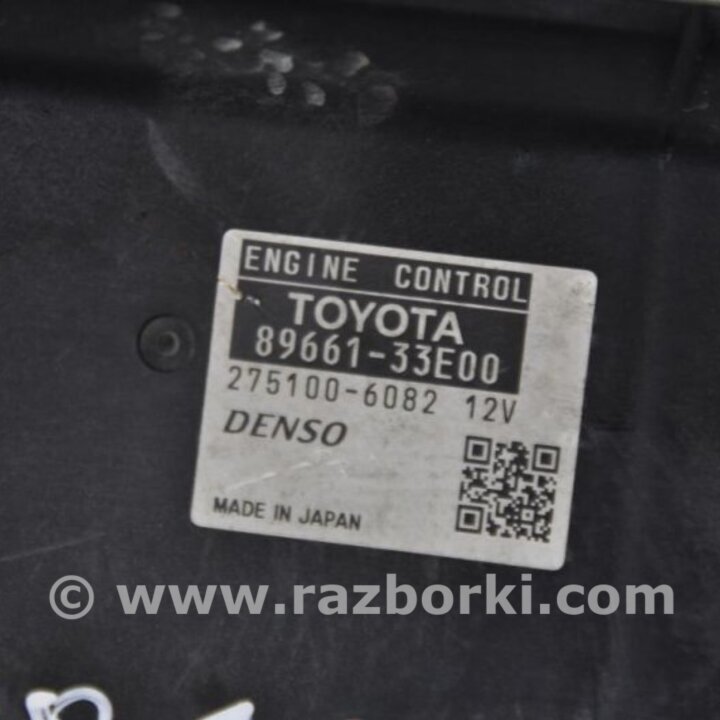 ENGINE CONTROL
TOYOTA
89661-33E00
275100-6082 12V
DENSO
MADE IN JAPAN
© www.razborki.com